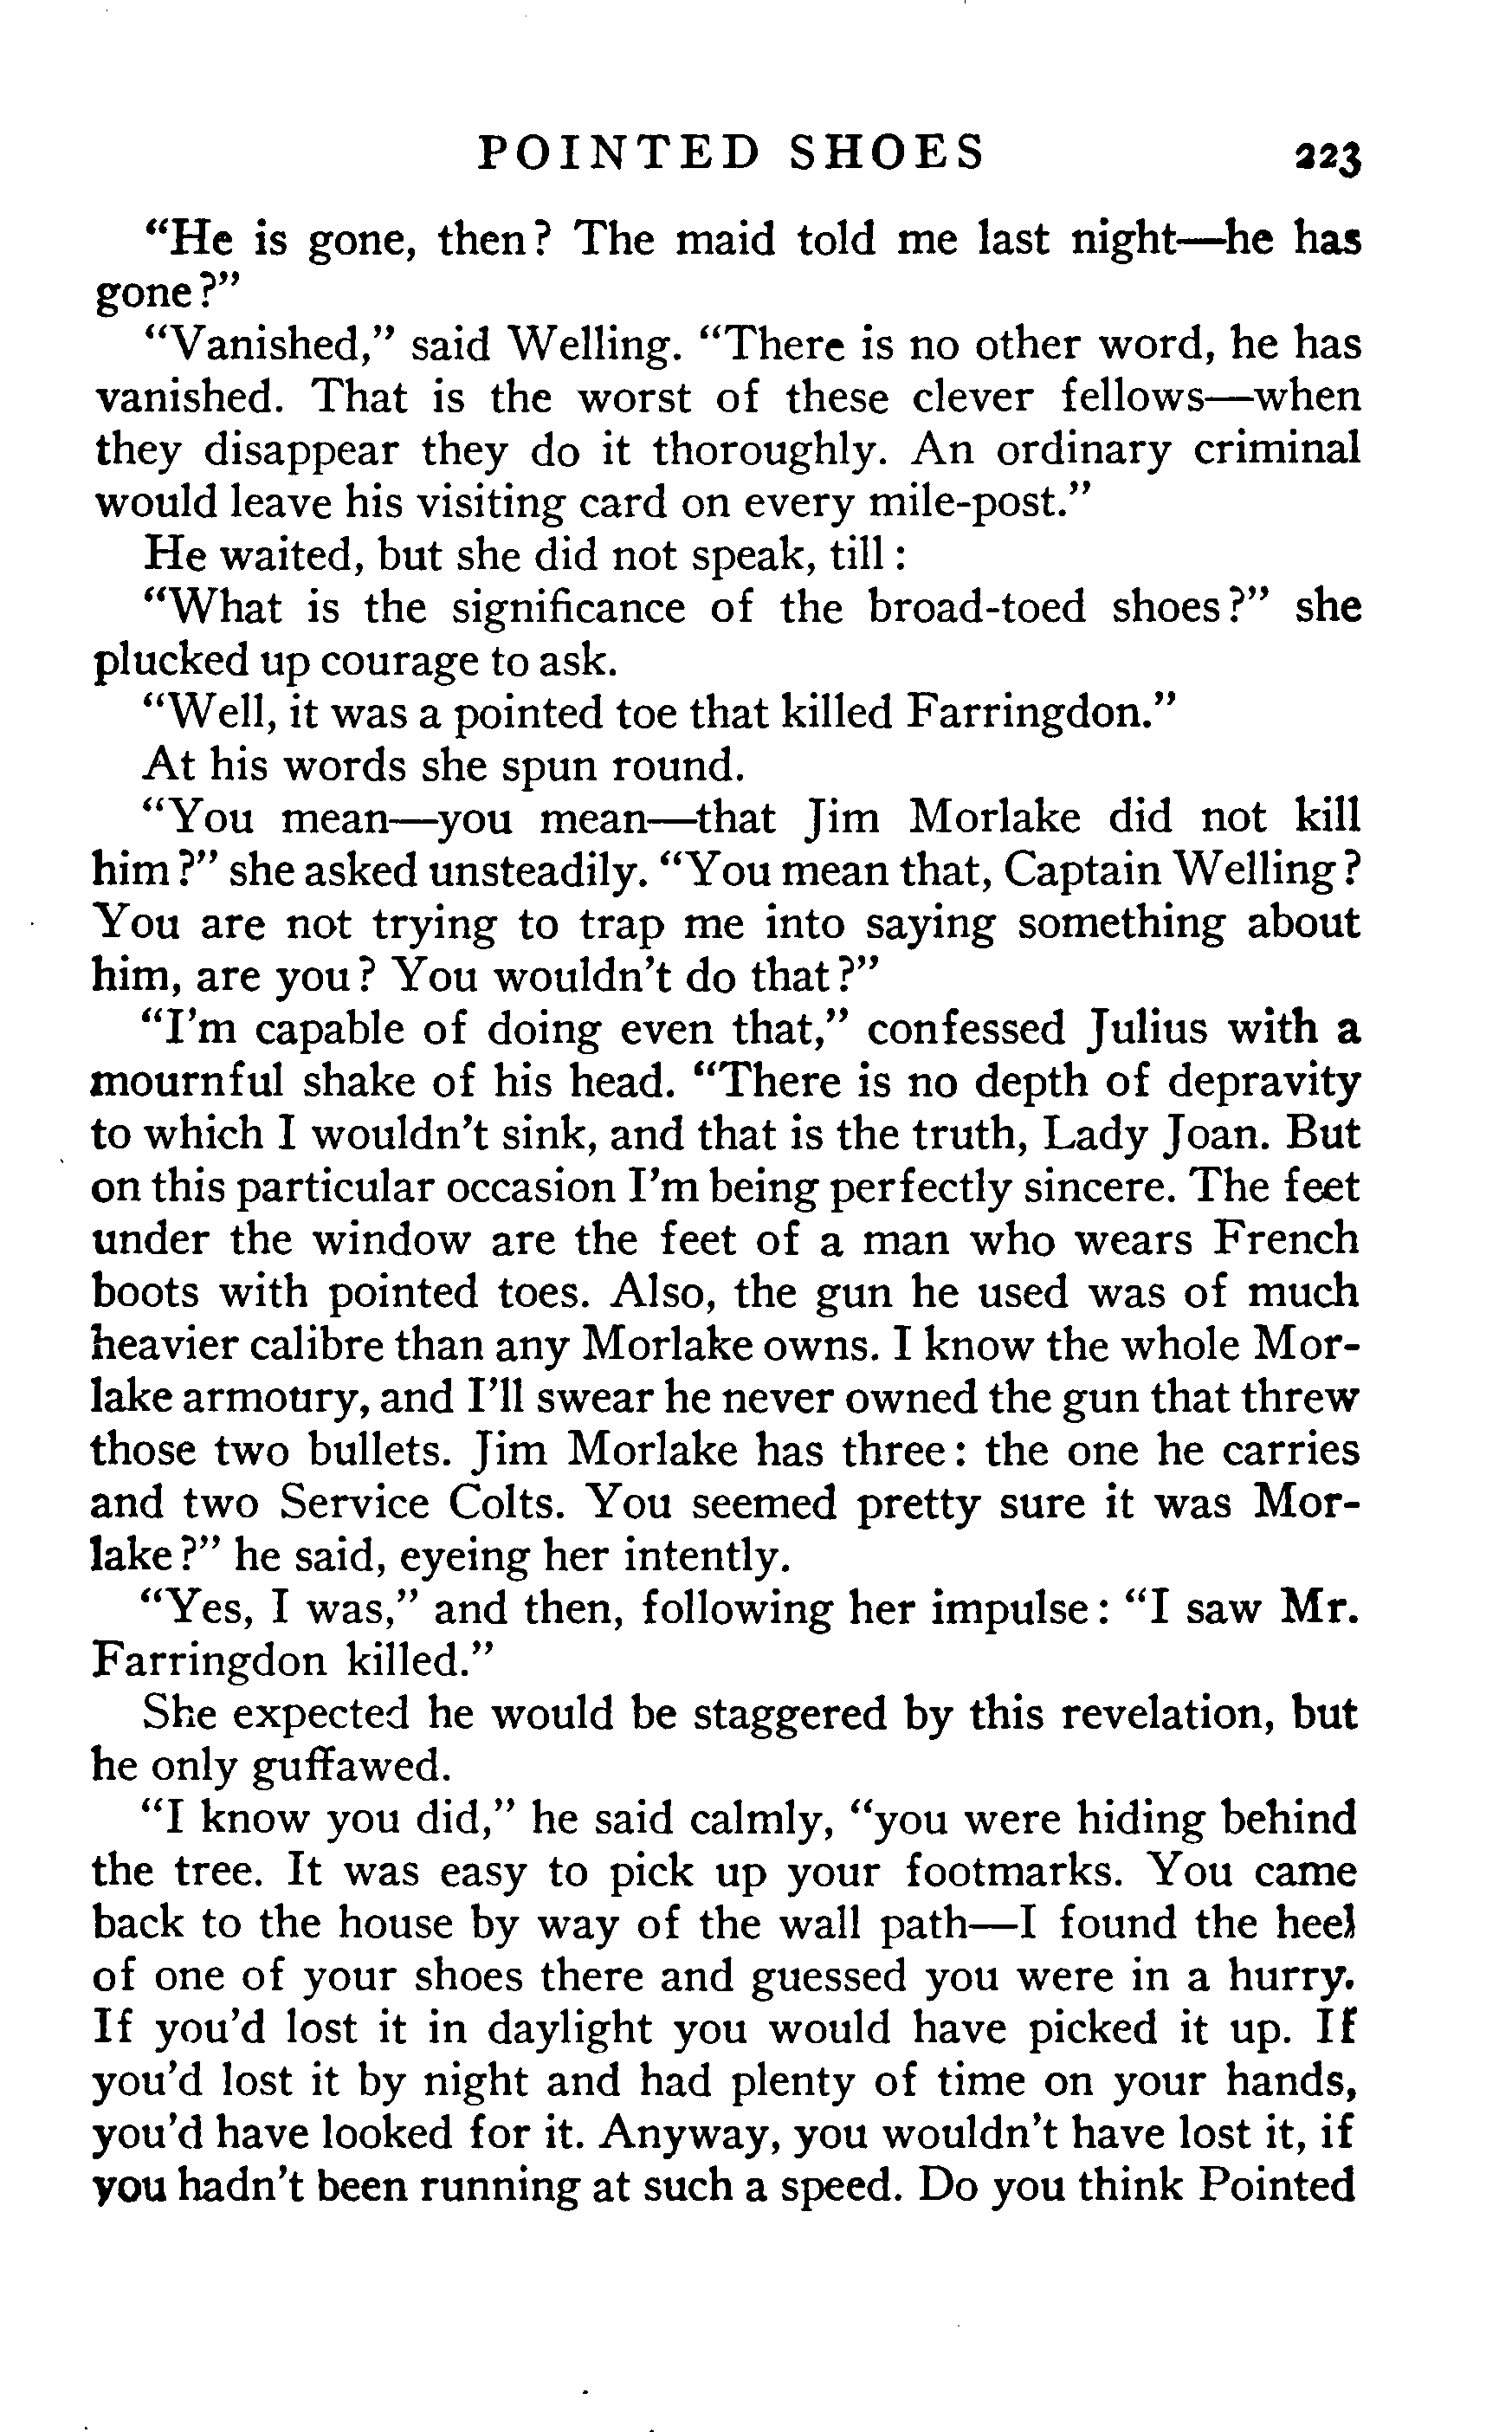 POINTED SHOES 223
"He is gone, then? The maid told me last night—he has
gone?"
"Vanished," said Welling. "There is no other word, he has
vanished. That is the worst of these clever fellows—when
they disappear they do it thoroughly. An ordinary criminal
would leave his visiting card on every mile-post."
He waited, but she did not speak, till:
"What is the significance of the broad-toed shoes?" she
plucked up courage to ask.
"Well, it was a pointed toe that killed Farringdon."
At his words she spun round.
"You mean—you mean—that Jim Morlake did not kill
him?" she asked unsteadily. "You mean that, Captain Welling?
You are not trying to trap me into saying something about
him, are you? You wouldn't do that?"
"I'm capable of doing even that," confessed Julius with a
mournful shake of his head. "There is no depth of depravity
to which I wouldn't sink, and that is the truth, Lady Joan. But
on this particular occasion I'm being perfectly sincere. The feet
under the window are the feet of a man who wears French
boots with pointed toes. Also, the gun he used was of much
heavier calibre than any Morlake owns. I know the whole Mor-
lake armoury, and I'll swear he never owned the gun that threw
those two bullets. Jim Morlake has three: the one he carries
and two Service Colts. You seemed pretty sure it was Mor-
lake?" he said, eyeing her intently.
"Yes, I was," and then, following her impulse: "I saw Mr.
Farringdon killed."
She expected he would be staggered by this revelation, but
he only guffawed.
"I know you did," he said calmly, "you were hiding behind
the tree. It was easy to pick up your footmarks. You came
back to the house by way of the wall path—I found the heel
of one of your shoes there and guessed you were in a hurry.
If you'd lost it in daylight you would have picked it up. If
you'd lost it by night and had plenty of time on your hands,
you'd have looked for it. Anyway, you wouldn't have lost it, if
you hadn't been running at such a speed. Do you think Pointed